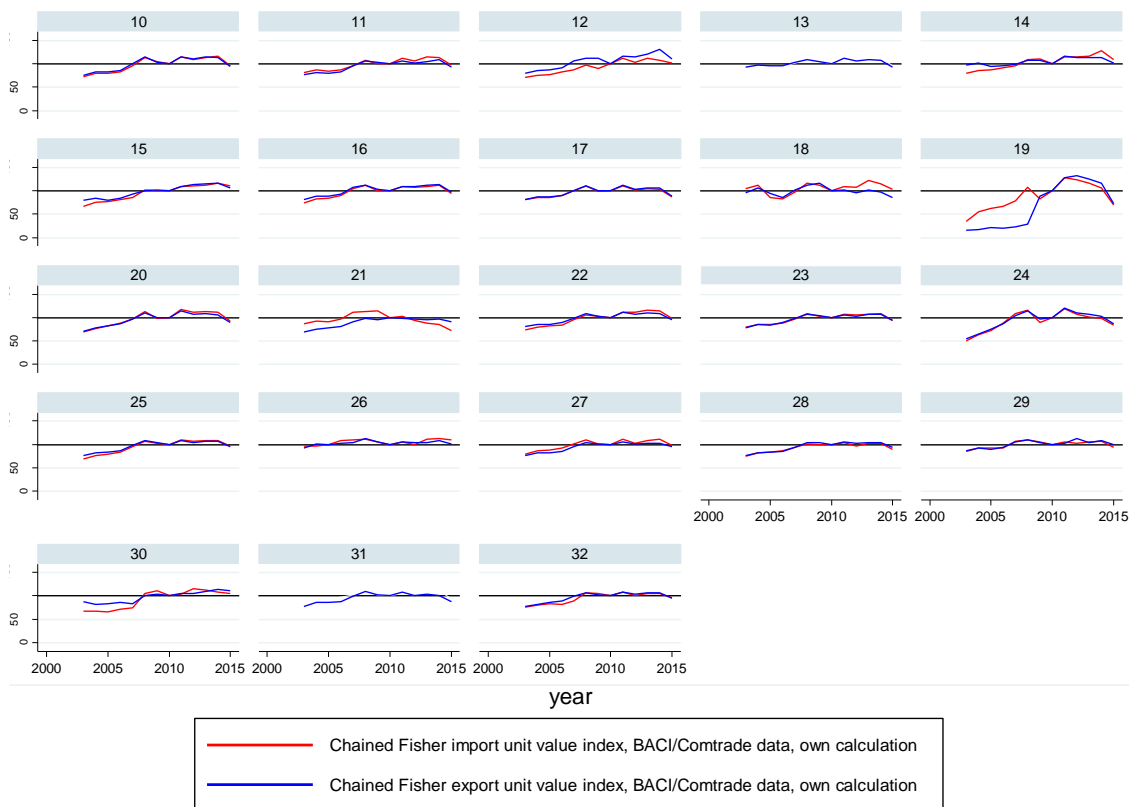 10 11 12 13 14
0 50
15 16 17 18 19
0 50
20 21 22 23 24
0 50
25 26 27 28 29
0 50
2000 2005 2010 2015 2000 2005 2010 2015
30 31 32
0 50
2000 2005 2010 2015 2000 2005 2010 2015 2000 2005 2010 2015
year
Chained Fisher import unit value index, BACI/Comtrade data, own calculation
Chained Fisher export unit value index, BACI/Comtrade data, own calculation